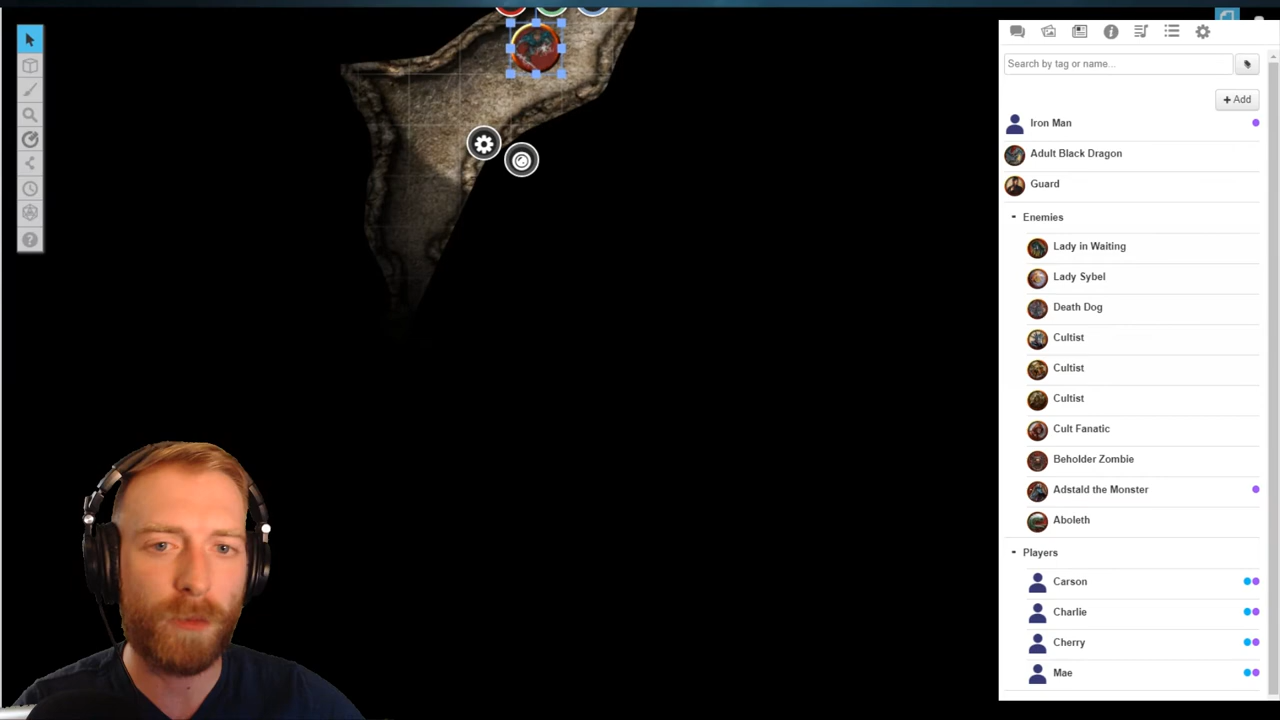 Search by tag or name...
+ Add
Iron Man
Adult Black Dragon
Guard
Enemies
Lady in Waiting
Lady Sybel
Death Dog
Cultist
Cultist
Cultist
Cult Fanatic
Beholder Zombie
Adstald the Monster
Aboleth
Players
Carson
Charlie
Cherry
Mae